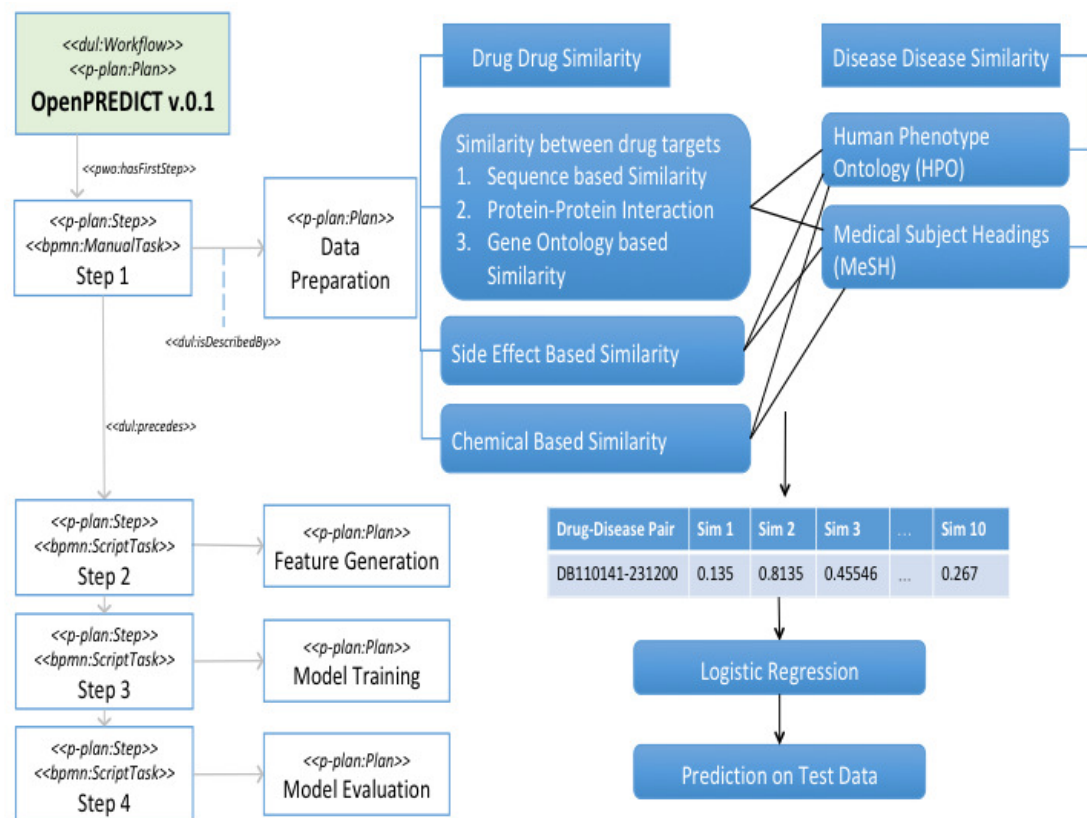 <<dul:Workflow>>
<<p-plan:Plan>>
OpenPREDICT v.0.1
<<pwo:hasFirstStep>>
<<p-plan:Step>>
<<bpmn:ManualTask>>
Step 1
<<dul:isDescribedBy>>
<<p-plan:Plan>>
Data
Preparation
<<dul:precedes>>
<<p-plan:Step>>
<<bpmn:ScriptTask>>
Step 2
<<p-plan:Plan>>
Feature Generation
<<p-plan:Step>>
<<bpmn:ScriptTask>>
Step 3
<<p-plan:Plan>>
Model Training
<<p-plan:Step>>
<<bpmn:ScriptTask>>
Step 4
<<p-plan:Plan>>
Model Evaluation
Drug Drug Similarity
Similarity between drug targets
1. Sequence based Similarity
2. Protein-Protein Interaction
3. Gene Ontology based
Similarity
Side Effect Based Similarity
Chemical Based Similarity
Disease Disease Similarity
Human Phenotype
Ontology (HPO)
Medical Subject Headings
(MeSH)
Drug-Disease Pair Sim 1 Sim 2 Sim 3 ... Sim 10
DB110141-231200 0.135 0.8135 0.45546 ... 0.267
Logistic Regression
Prediction on Test Data